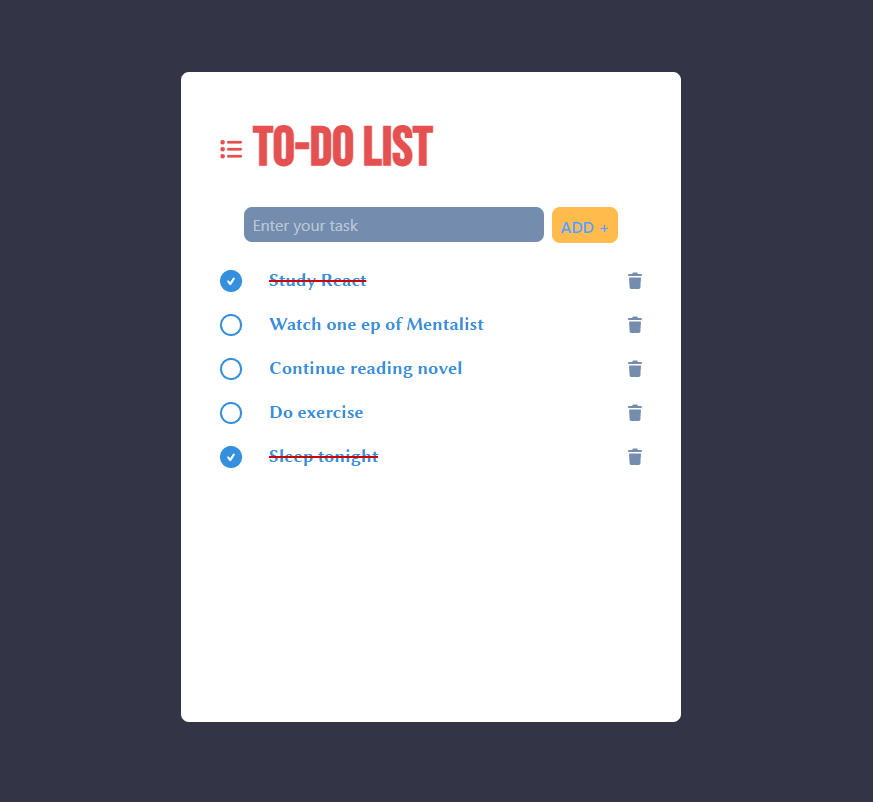 TO-DO LIST
Enter your task
ADD +
Study React
Watch one ep of Mentalist
Continue reading novel
Do exercise
Sleep tonight